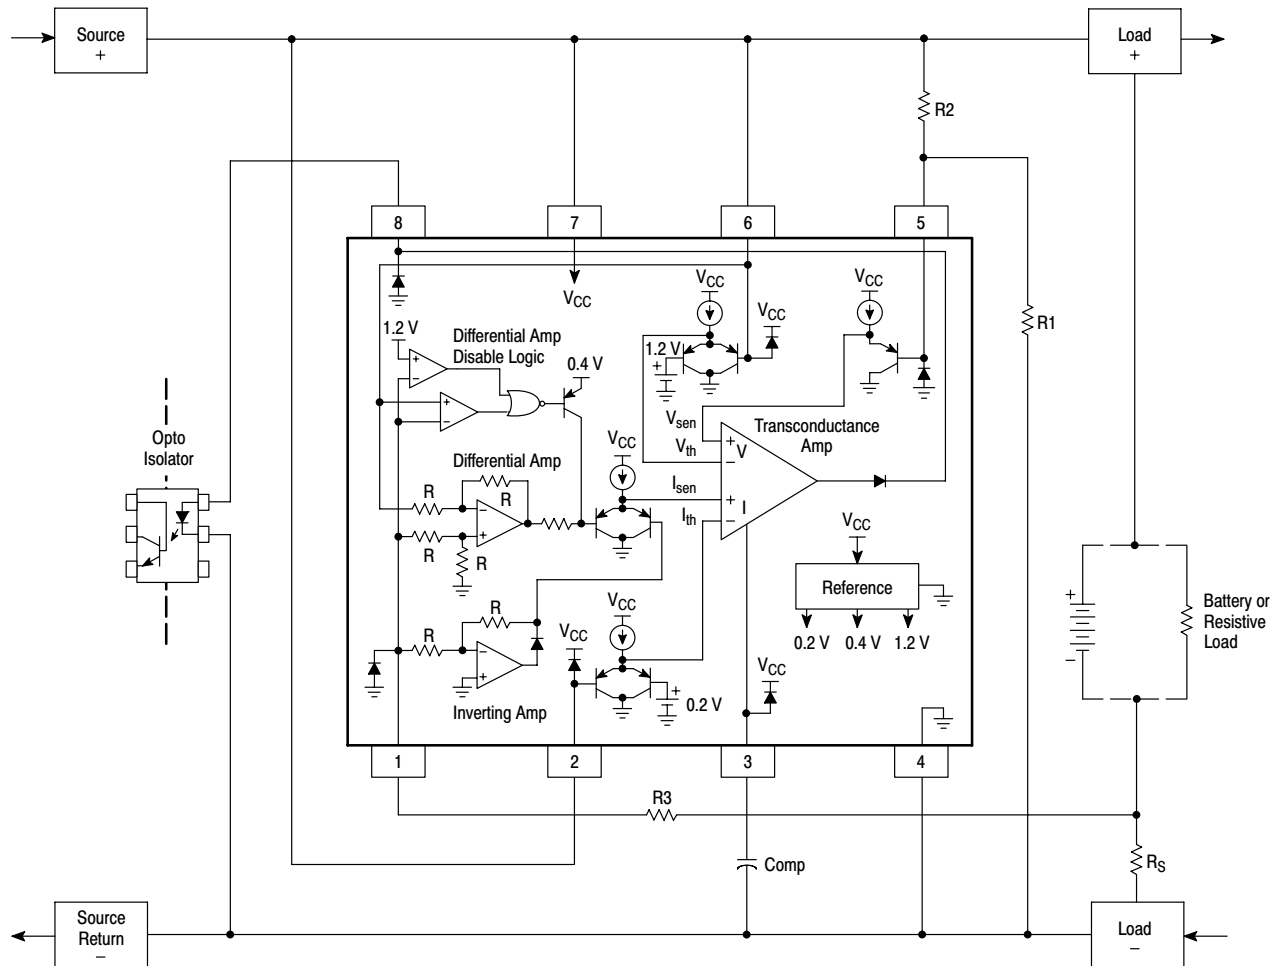 Source
+
Load
+
R2
8
7
6
5
VCC
VCC
VCC
VCC
R1
1.2 V
Differential Amp
Disable Logic
0.4 V
1.2 V
+
+
−
+
−
Vsen
Vth
Transconductance
Amp
Opto
Isolator
VCC
+
V
−
Differential Amp
Isen
R
R
−
+
I
Ith
−
VCC
R
+
R
Reference
+
Battery or
Resistive
Load
−
R
VCC
0.2 V
0.4 V
1.2 V
R
−
+
VCC
VCC
+
0.2 V
Inverting Amp
1
2
3
4
R3
Comp
RS
Source
Return
−
Load
−